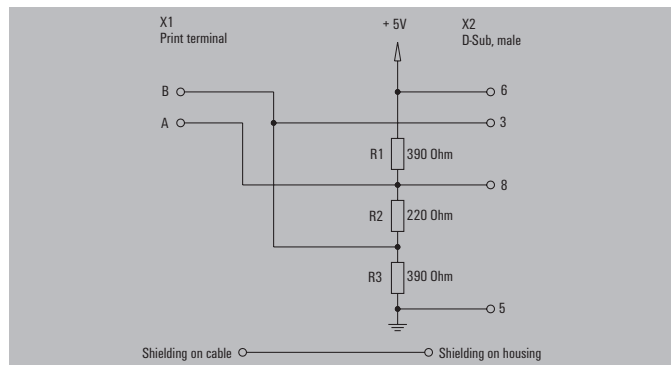 X1
Print terminal
+ 5V
X2
D-Sub, male
B
6
A
3
R1
390 Ohm
8
R2
220 Ohm
R3
390 Ohm
5
Shielding on cable
Shielding on housing